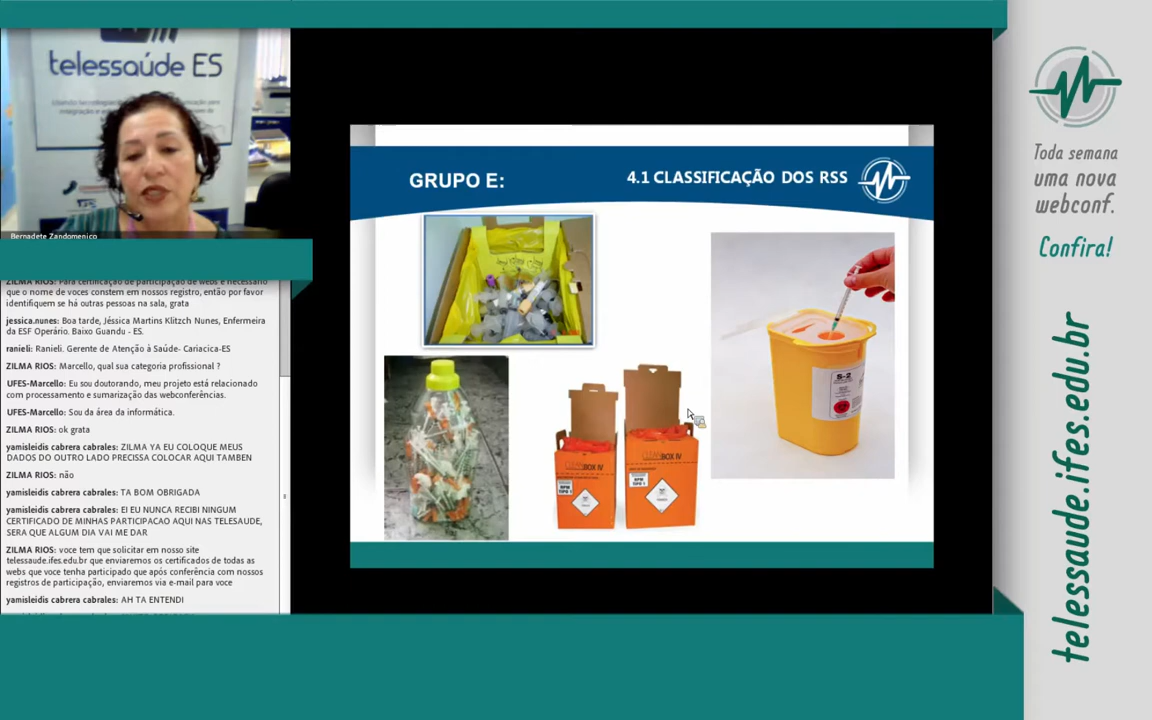 telessaúde ES
Bernadete Zandomenico
ZILMA RIOS: Para certificação de participação de webs é necessário
que o nome de voces constem em nossos registro, então por favor
identifiquem se há outras pessoas na sala, grata
jessica.nunes: Boa tarde, Jéssica Martins Klitzch Nunes, Enfermeira
da ESF Operário. Baixo Guandu - ES.
ranieli: Ranieli. Gerente de Atenção à Saúde- Cariacica-ES
ZILMA RIOS: Marcello, qual sua categoria profissional ?
UFES-Marcello: Eu sou doutorando, meu projeto está relacionado
com processamento e sumarização das webconferências.
UFES-Marcello: Sou da área da informática.
ZILMA RIOS: ok grata
yamisleidis cabrera cabrales: ZILMA YA EU COLOQUE MEUS
DADOS DO OUTRO LADO PRECISSA COLOCAR AQUI TAMBEN
ZILMA RIOS: não
yamisleidis cabrera cabrales: TA BOM OBRIGADA
yamisleidis cabrera cabrales: EI EU NUNCA RECIBI NINGUM
CERTIFICADO DE MINHAS PARTICIPACAO AQUI NAS TELESAUDE,
SERA QUE ALGUM DIA VAI ME DAR
ZILMA RIOS: voce tem que solicitar em nosso site
telessaude.ifes.edu.br que enviaremos os certificados de todas as
webs que voce tenha participado que após conferência com nossos
registros de participação, enviaremos via e-mail para voce
yamisleidis cabrera cabrales: AH TA ENTENDI
GRUPO E:
4.1 CLASSIFICAÇÃO DOS RSS
S-2
BOX IV
BOX IV
Toda semana
uma nova
webconf.
Confira!
telessaude.ifes.edu.br